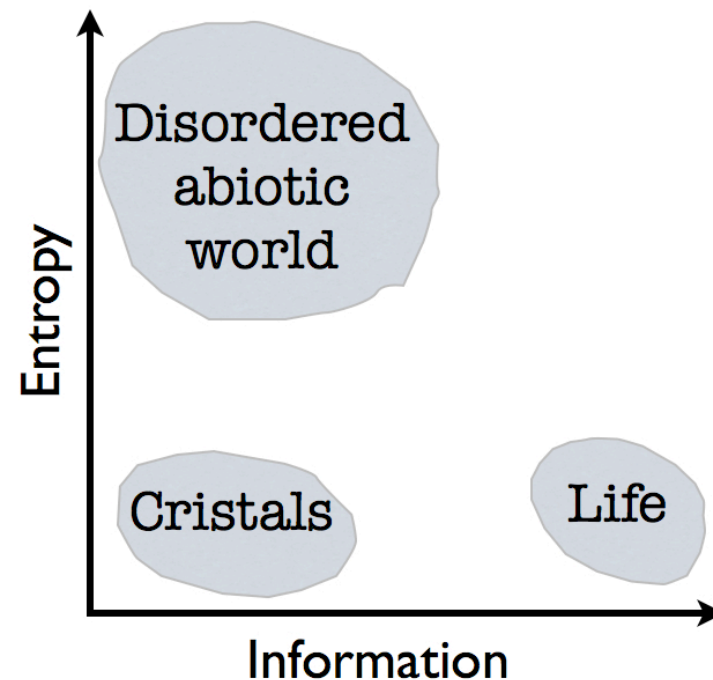 Disordered
abiotic
world
Entropy
Cristals
Life
Information